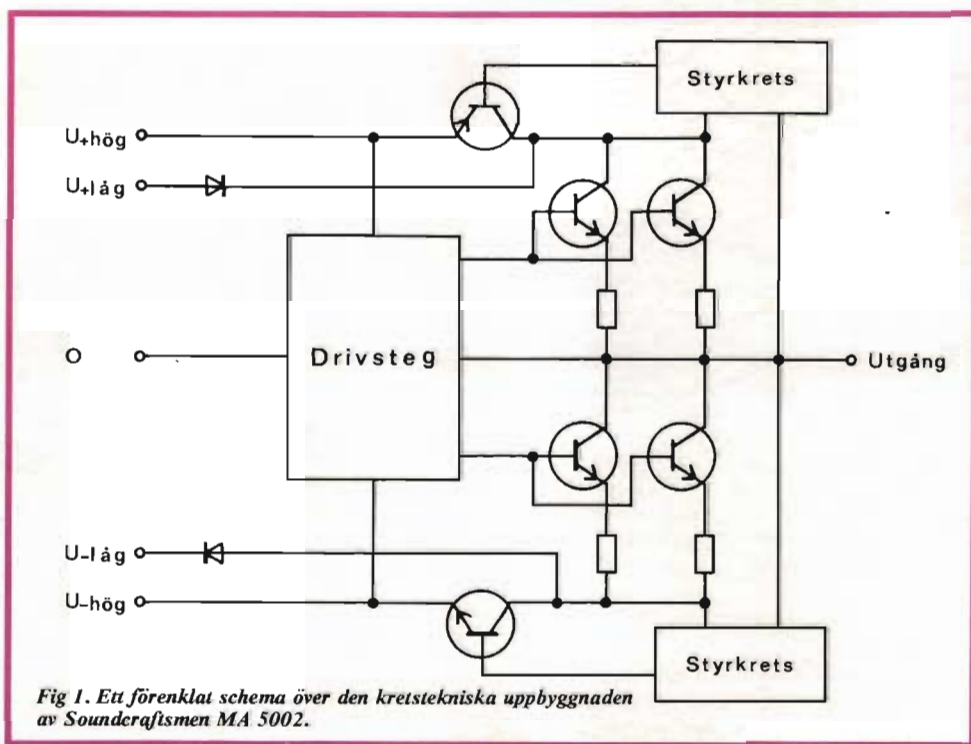 Styrkrets
U+hög
U+låg
O
Drivsteg
Utgång
U-låg
U-hög
Styrkrets
Fig 1. Ett förenklat schema över den kretstekniska uppbyggnaden
av Soundcraftsmen MA 5002.